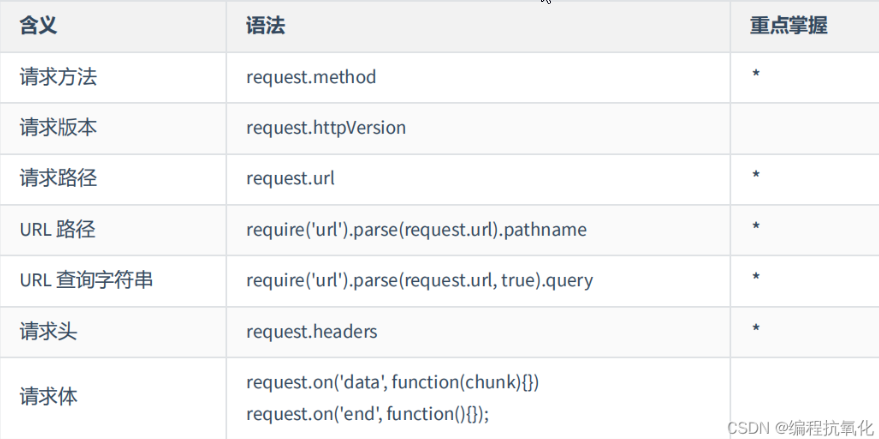 含义 语法 重点掌握
请求方法 request.method *
请求版本 request.httpVersion
请求路径 request.url *
URL 路径 require('url').parse(request.url).pathname *
URL 查询字符串 require('url').parse(request.url, true).query *
请求头 request.headers *
请求体 request.on('data', function(chunk){})
request.on('end', function(){});
CSDN @编程抗氧化